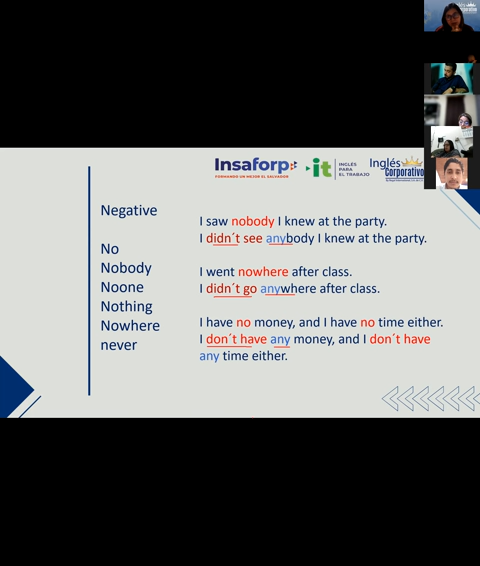 Insaforp
FORMANDO UN MEJOR EL SALVADOR
it
INGLÉS
PARA
EL TRABAJO
Inglés
Corporativo
Negative
No
Nobody
Noone
Nothing
Nowhere
never
I saw nobody I knew at the party.
I didn´t see anybody I knew at the party.
I went nowhere after class.
I didn´t go anywhere after class.
I have no money, and I have no time either.
I don´t have any money, and I don´t have
any time either.